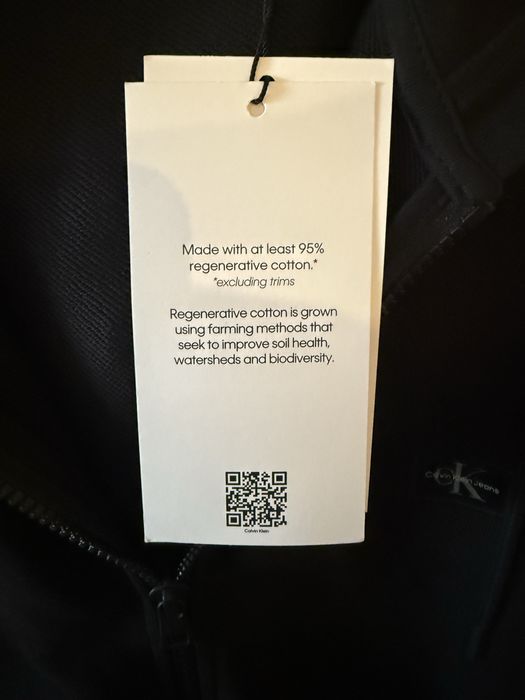 Made with at least 95%
regenerative cotton.*
*excluding trims
Regenerative cotton is grown
using farming methods that
seek to improve soil health,
watersheds and biodiversity.
Calvin Klein
CK
Calvin Klein Jeans